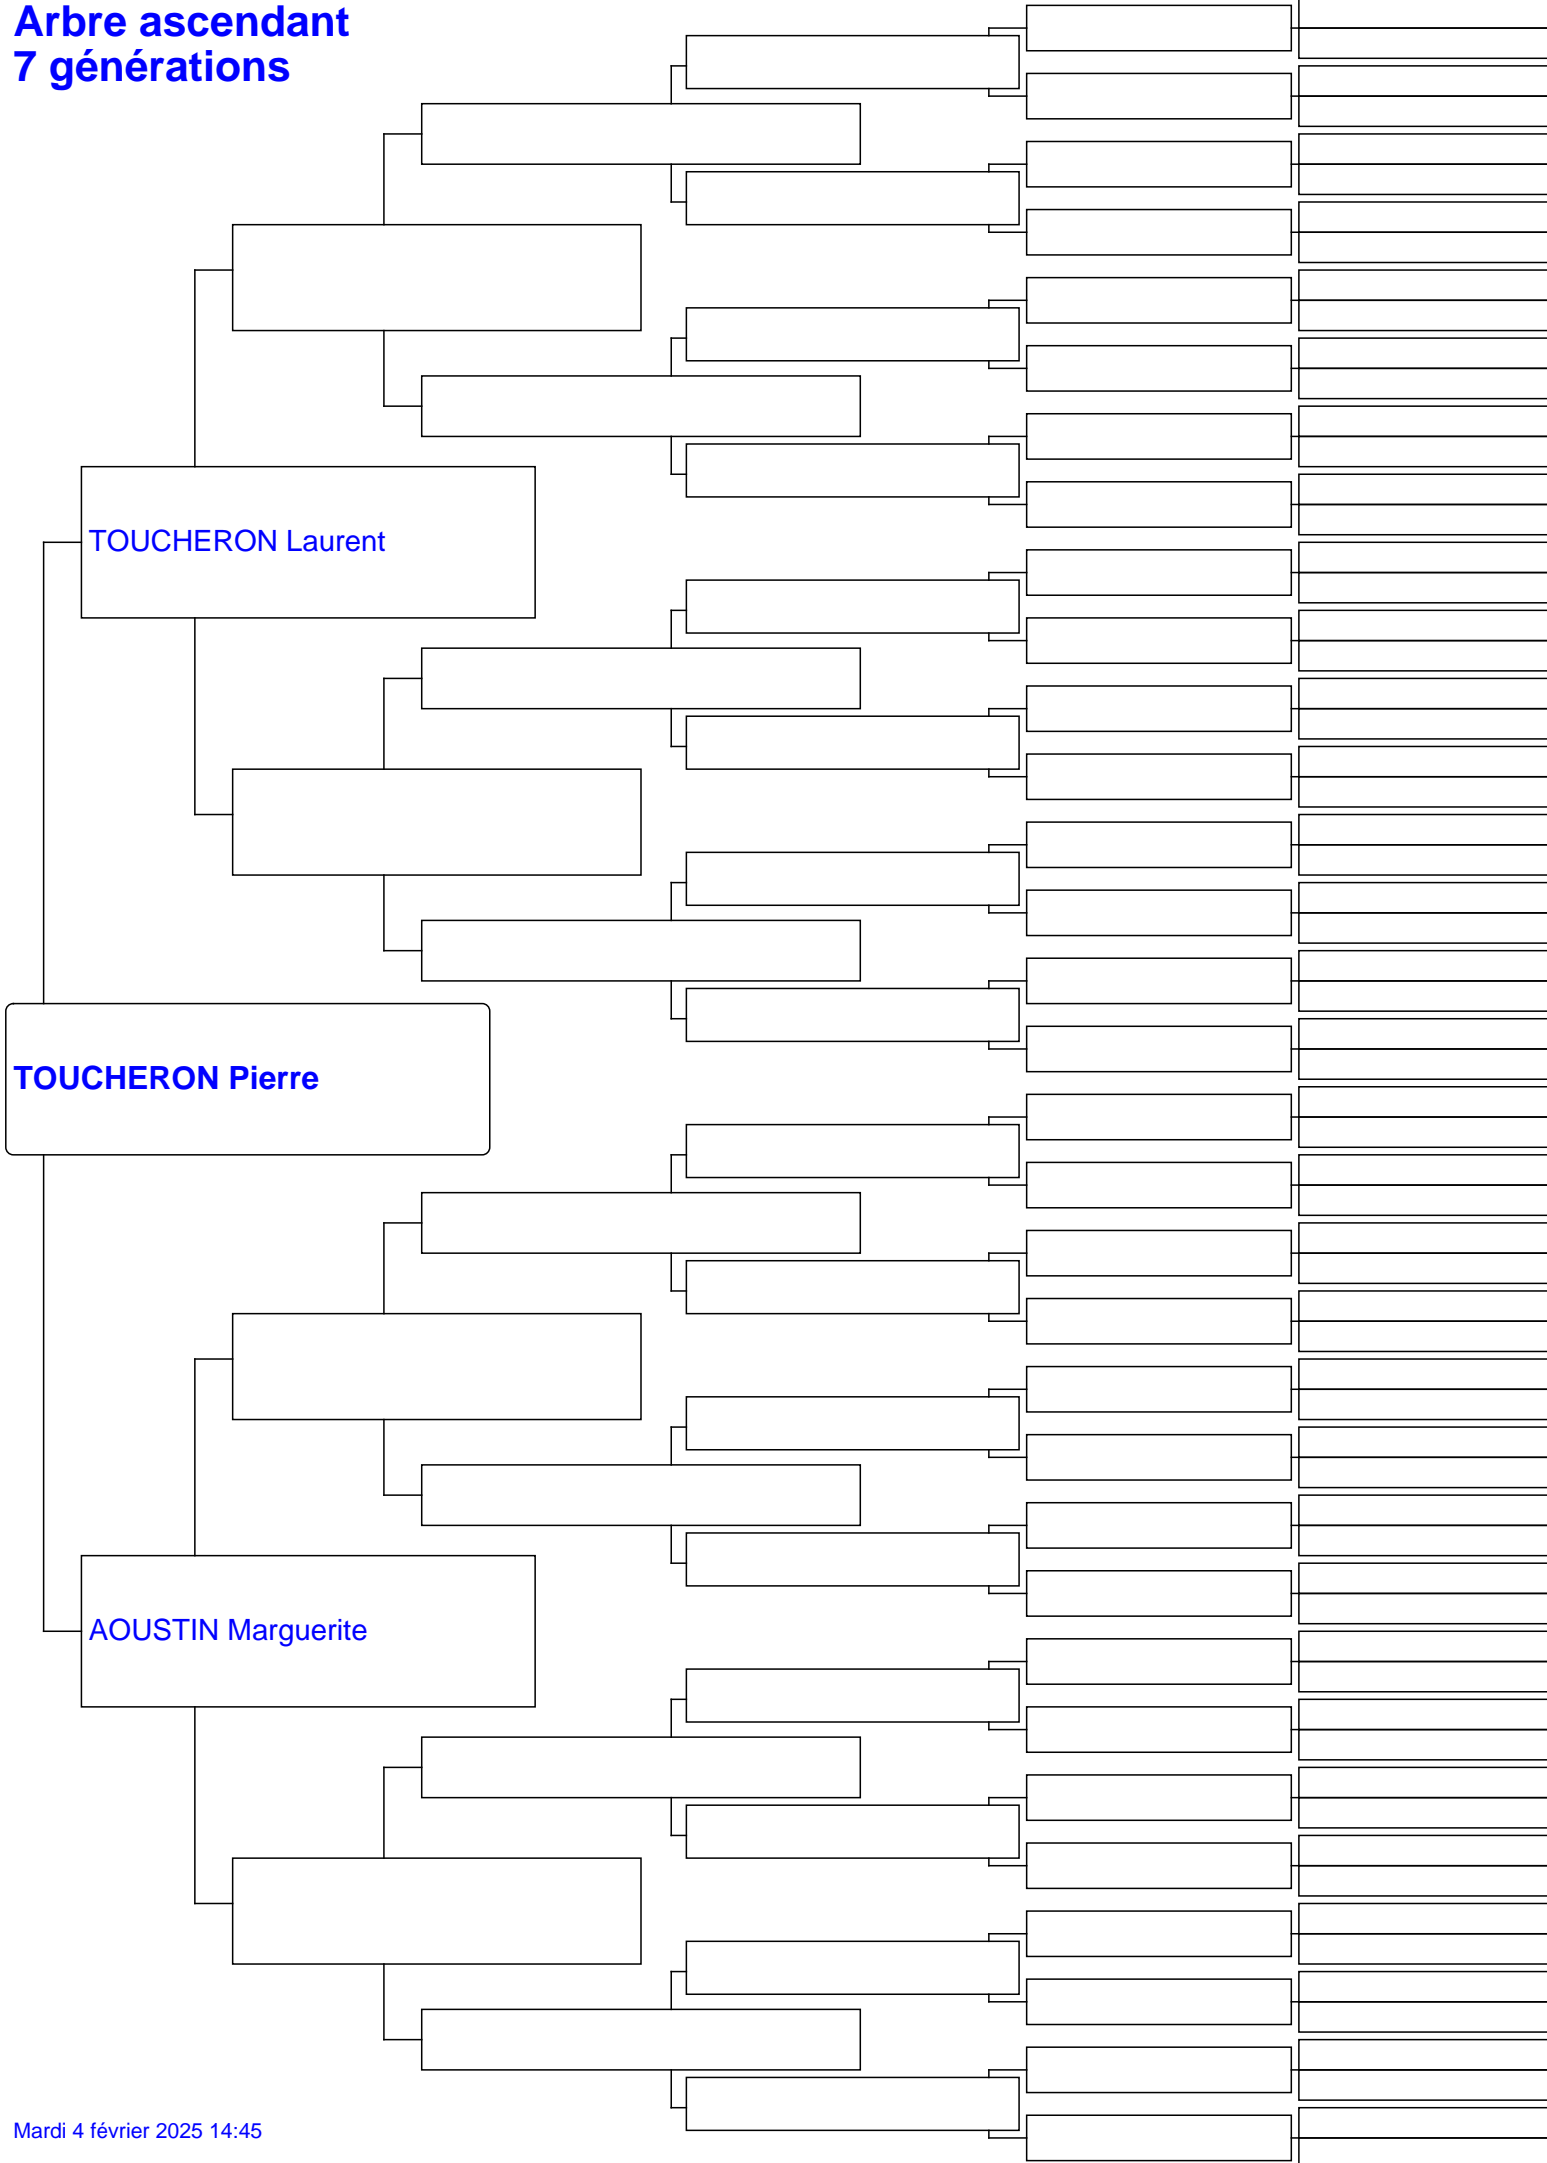 Arbre ascendant
7 générations
TOUCHERON Laurent
TOUCHERON Pierre
AOUSTIN Marguerite
Mardi 4 février 2025 14:45